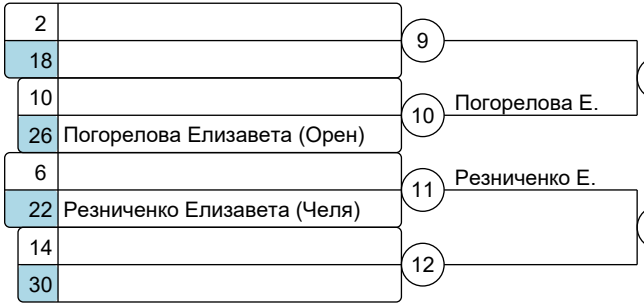 2
9
18
10
10 Погорелова Е.
26 Погорелова Елизавета (Орен)
6
11 Резниченко Е.
22 Резниченко Елизавета (Челя)
14
12
30